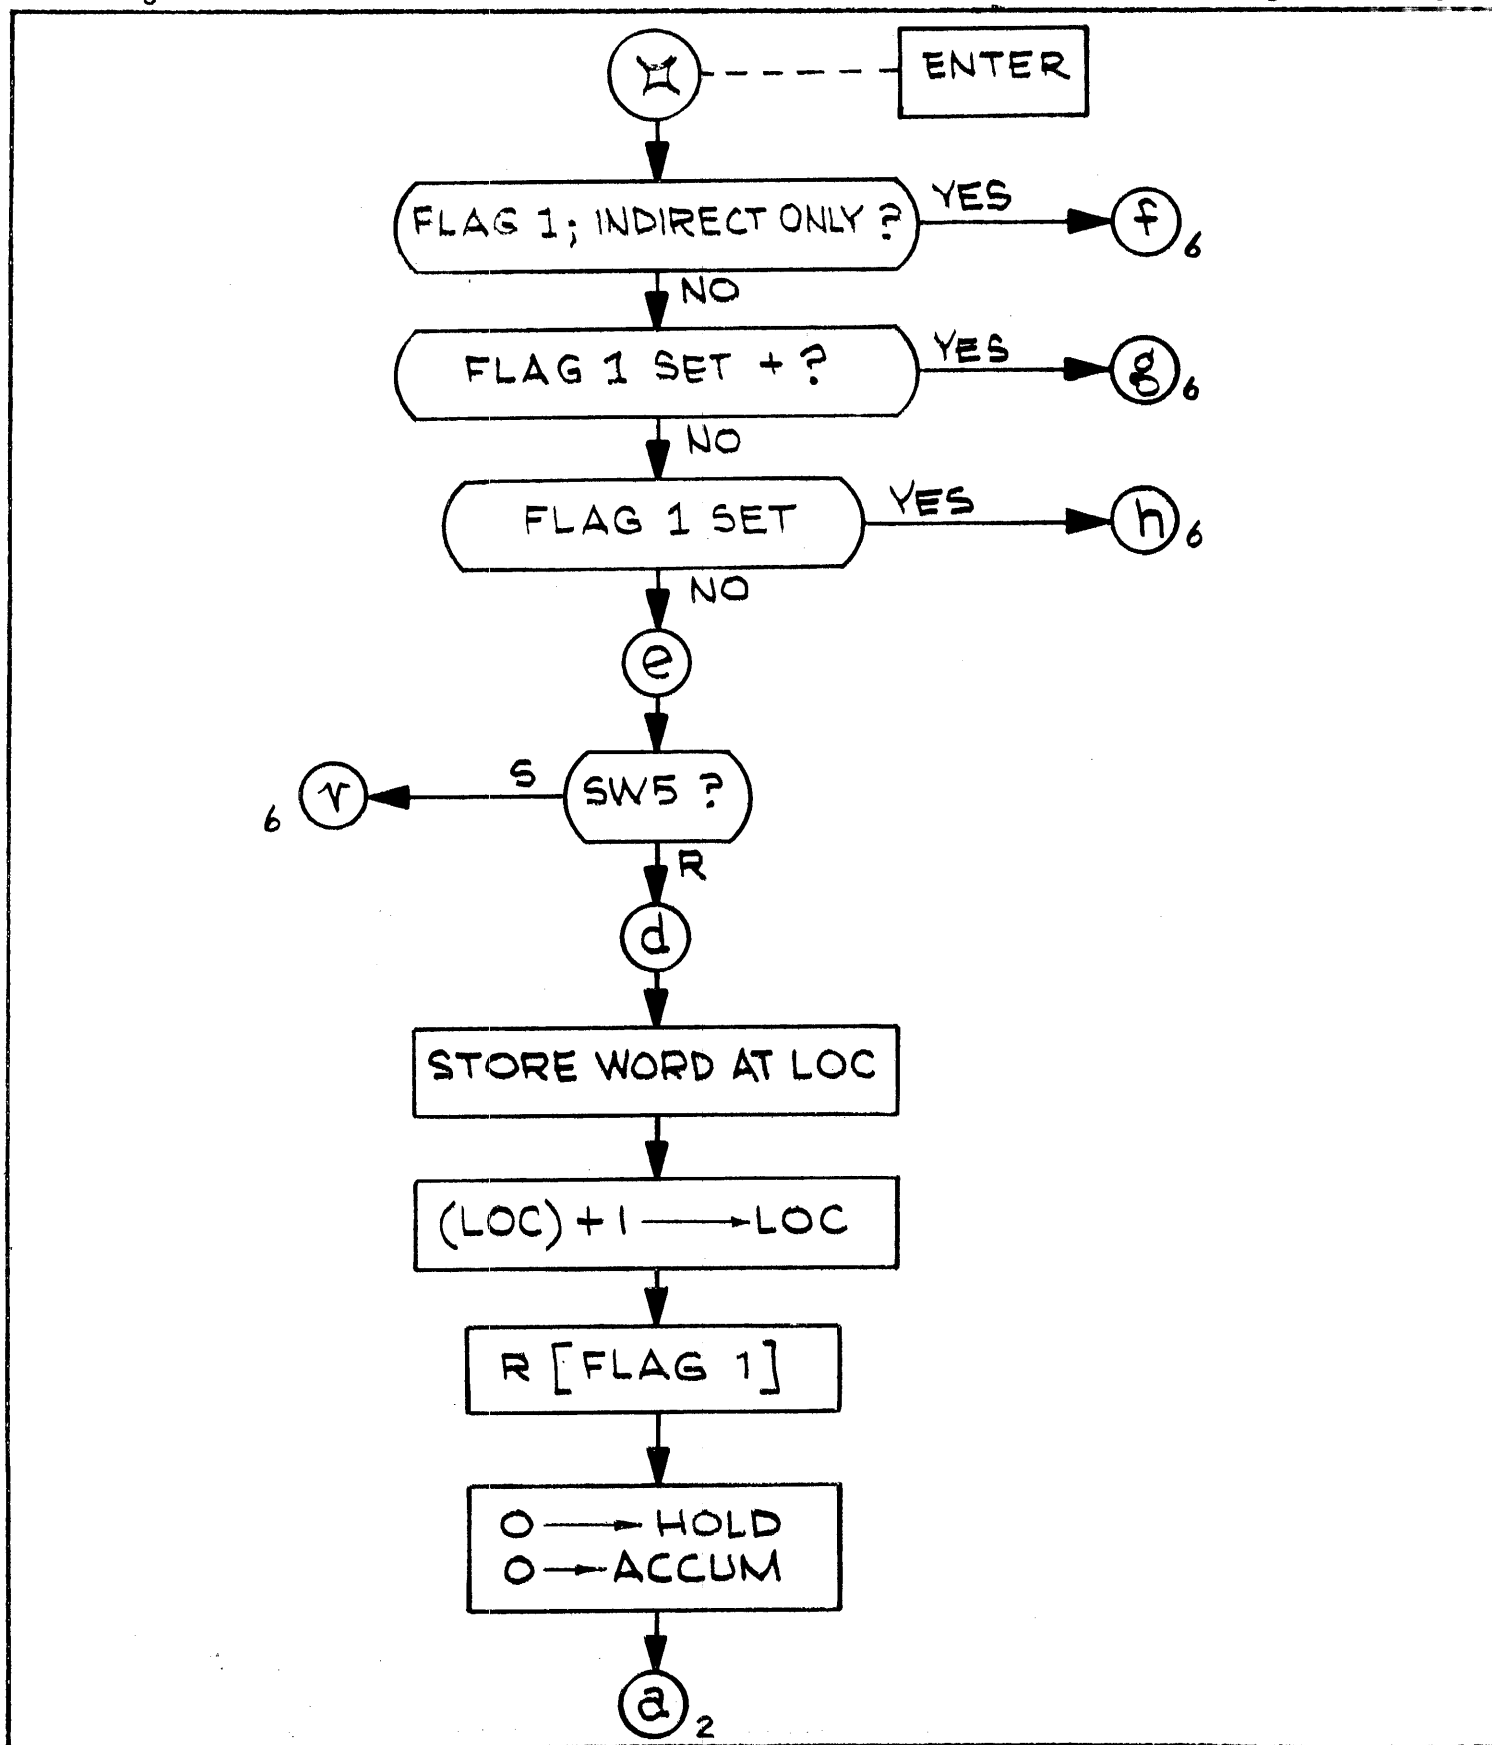 ENTER
FLAG 1; INDIRECT ONLY ?
YES
f
6
NO
FLAG 1 SET + ?
YES
g
6
NO
FLAG 1 SET
YES
h
6
NO
e
SW5 ?
S
r
6
R
d
STORE WORD AT LOC
(LOC) + 1 → LOC
R [FLAG 1]
0 → HOLD
0 → ACCUM
a
2